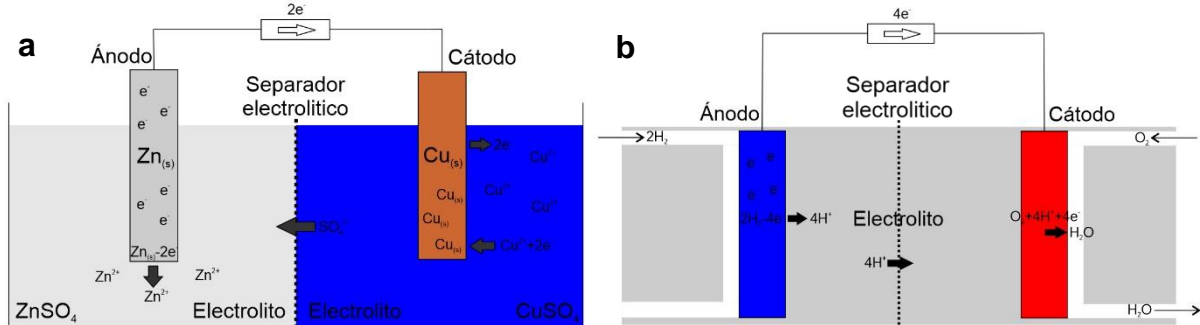 a
2e-
Ánodo
Cátodo
Separador
electrolitico
e-
e-
e-
Zn(s)
e-
e-
e-
Zn(s)-2e-
Zn2+
Zn2+
Zn2+
SO42-
Cu(s)
2e-
Cu2+
Cu2+
Cu2+
Cu(s)
Cu(s)
Cu(s)
Cu2++2e-
ZnSO4
Electrolito
Electrolito
CuSO4
b
4e-
Separador
electrolitico
Ánodo
Cátodo
2H2
O2
e-
e-
e-
2H2-4e-
4H+
Electrolito
4H+
O2+4H++4e-
H2O
H2O